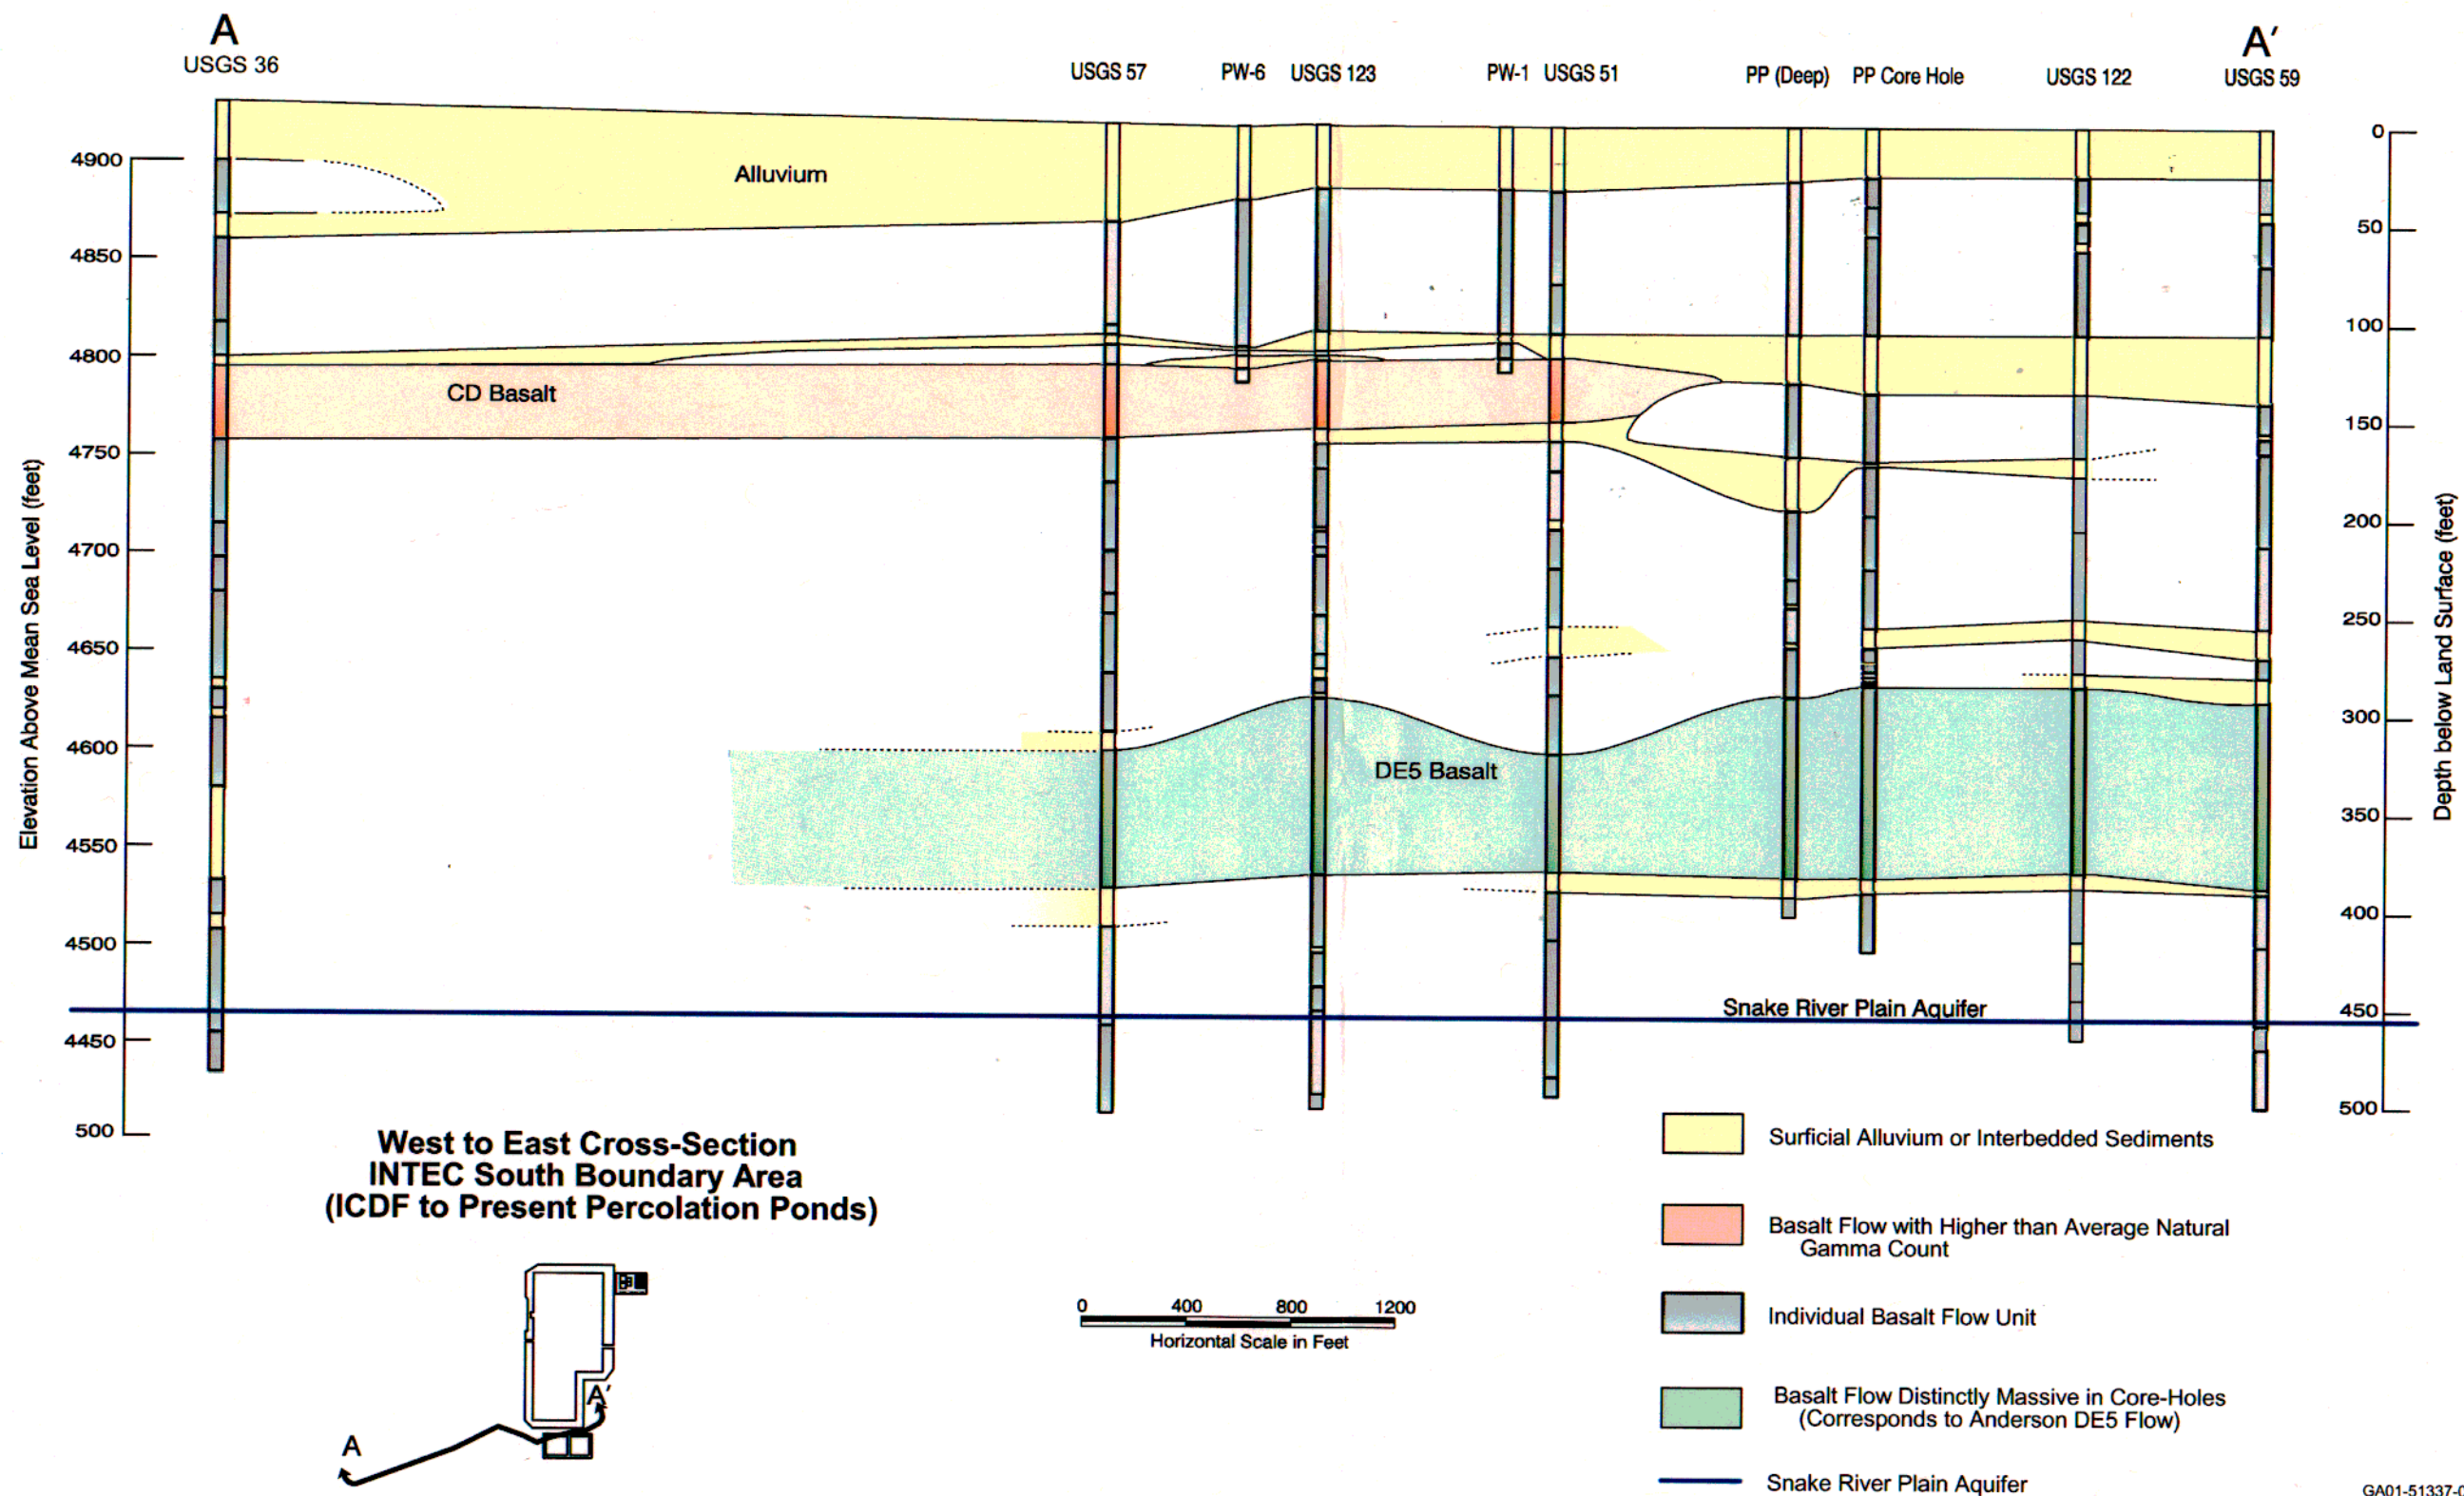 A
A′
USGS 36
USGS 57
PW-6
USGS 123
PW-1
USGS 51
PP (Deep)
PP Core Hole
USGS 122
USGS 59
Elevation Above Mean Sea Level (feet)
4900
4850
4800
4750
4700
4650
4600
4550
4500
4450
500
Alluvium
CD Basalt
DE5 Basalt
Snake River Plain Aquifer
0
50
100
150
200
250
300
350
400
450
500
Depth below Land Surface (feet)
West to East Cross-Section
INTEC South Boundary Area
(ICDF to Present Percolation Ponds)
A
A′
0 400 800 1200
Horizontal Scale in Feet
Surficial Alluvium or Interbedded Sediments
Basalt Flow with Higher than Average Natural
Gamma Count
Individual Basalt Flow Unit
Basalt Flow Distinctly Massive in Core-Holes
(Corresponds to Anderson DE5 Flow)
Snake River Plain Aquifer